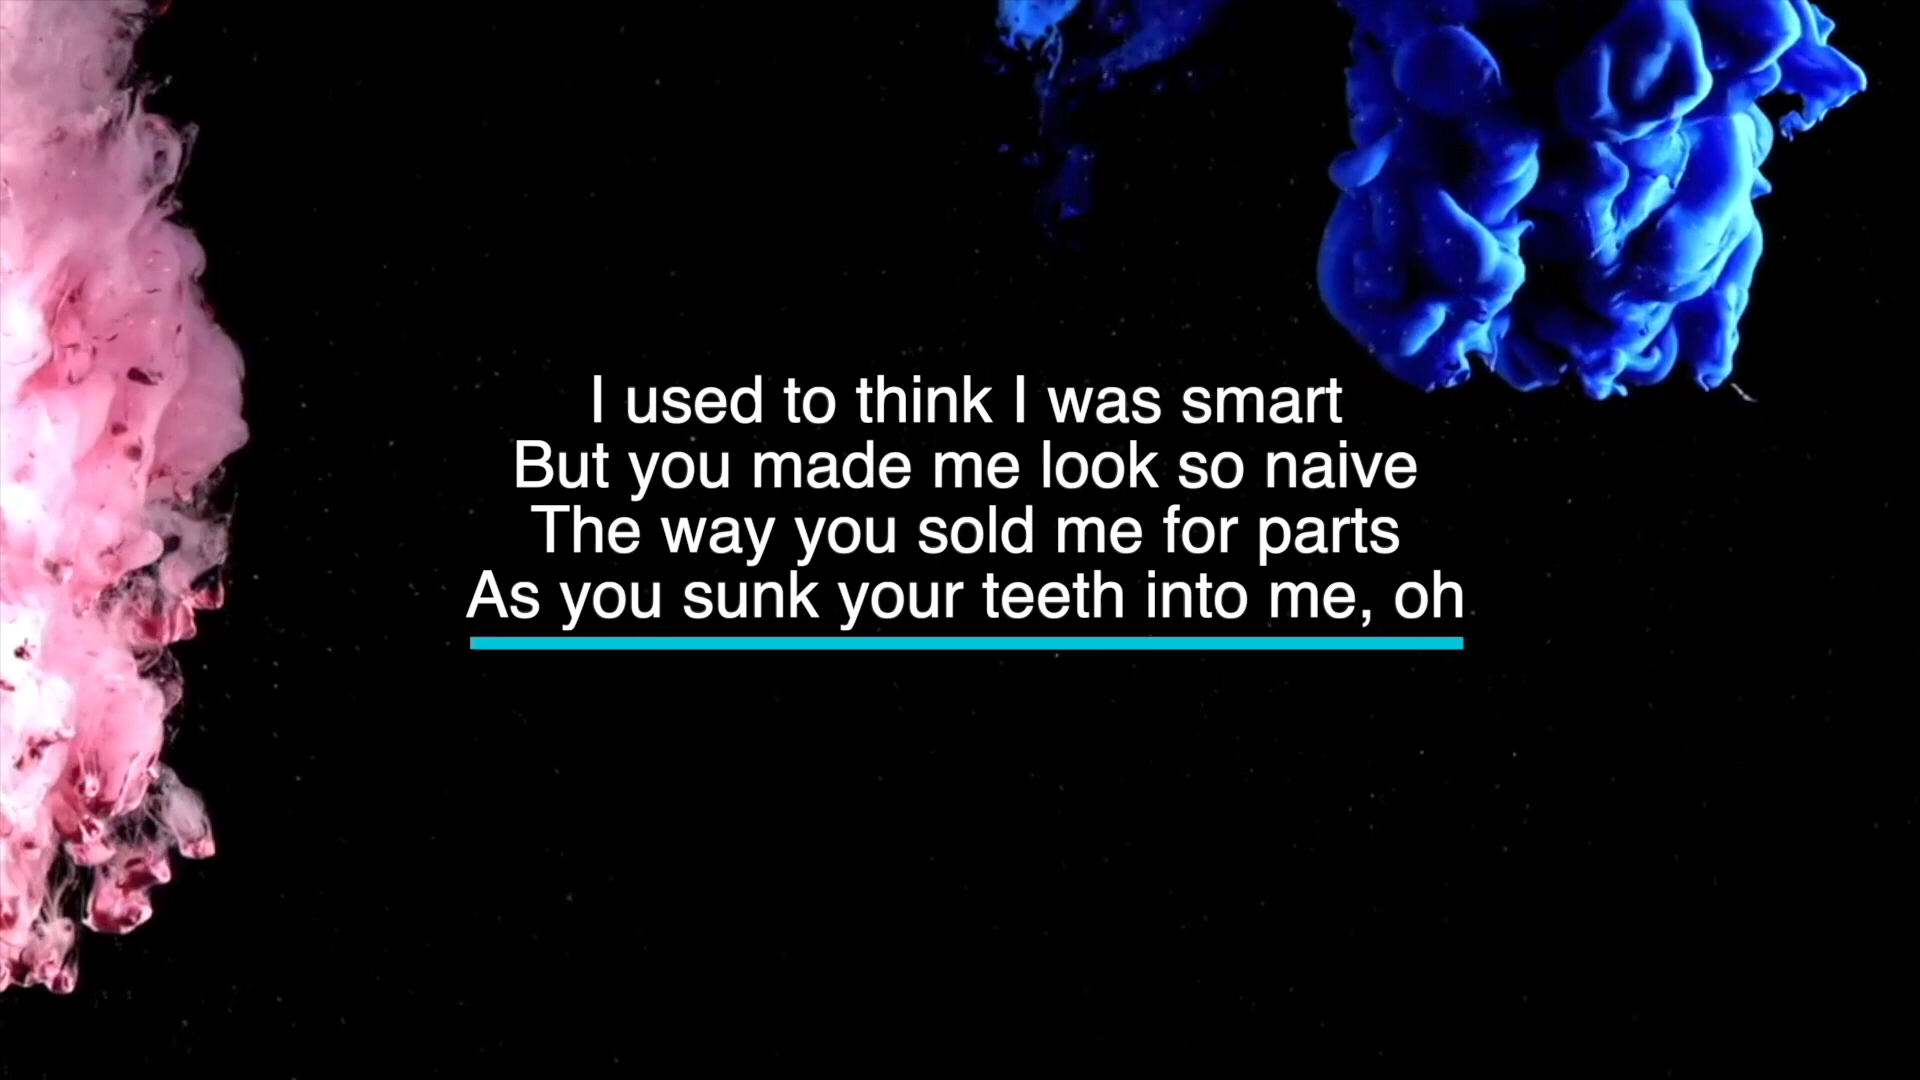 I used to think I was smart
But you made me look so naive
The way you sold me for parts
As you sunk your teeth into me, oh